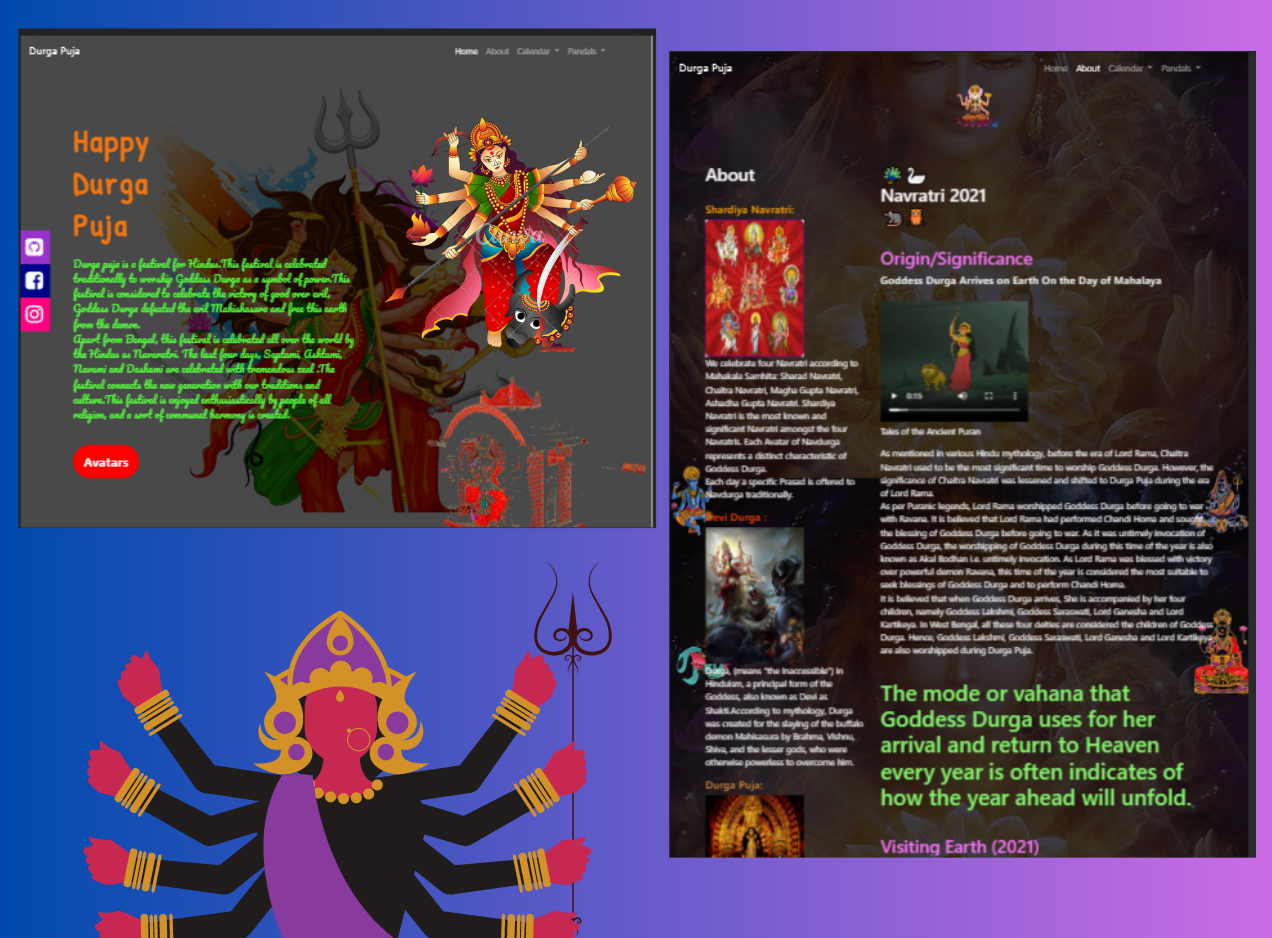 Durga Puja
Home About Calendar Pandals
Happy
Durga
Puja
Durga puja is a festival for Hindus.This festival is celebrated
traditionally to worship Goddess Durga as a symbol of power.This
festival is considered to celebrate the victory of good over evil,
Goddess Durga defeated the evil Mahishasura and free this earth
from the demon.
Apart from Bengal, this festival is celebrated all over the world by
the Hindus as Navaratri. The last four days, Saptami, Ashtami,
Navami and Dashami are celebrated with tremendous zeal .The
festival connects the new generation with our traditions and
culture.This festival is enjoyed enthusiastically by people of all
religion, and a sort of communal harmony is created.
Avatars
Durga Puja
Home About Calendar Pandals
About
Shardiya Navratri:
We celebrate four Navratri according to
Mahakala Samhita: Sharad Navratri,
Chaitra Navratri, Magha Gupta Navratri,
Ashadha Gupta Navratri. Shardiya
Navratri is the most known and
significant Navratri amongst the four
Navratris. Each Avatar of Navdurga
represents a distinct characteristic of
Goddess Durga.
Each day a specific Prasad is offered to
Navdurga traditionally.
Devi Durga :
Durga, (means "the inaccessible") in
Hinduism, a principal form of the
Goddess, also known as Devi as
Shakti.According to mythology, Durga
was created for the slaying of the buffalo
demon Mahisasura by Brahma, Vishnu,
Shiva, and the lesser gods, who were
otherwise powerless to overcome him.
Durga Puja:
Navratri 2021
Origin/Significance
Goddess Durga Arrives on Earth On the Day of Mahalaya
0:15
Tales of the Ancient Puran
As mentioned in various Hindu mythology, before the era of Lord Rama, Chaitra
Navratri used to be the most significant time to worship Goddess Durga. However, the
significance of Chaitra Navratri was lessened and shifted to Durga Puja during the era
of Lord Rama.
As per Puranic legends, Lord Rama worshipped Goddess Durga before going to war
with Ravana. It is believed that Lord Rama had performed Chandi Homa and sought
the blessing of Goddess Durga before going to war. As it was untimely invocation of
Goddess Durga, the worshipping of Goddess Durga during this time of the year is also
known as Akal Bodhan i.e. untimely invocation. As Lord Rama was blessed with victory
over powerful demon Ravana, this time of the year is considered the most suitable to
seek blessings of Goddess Durga and to perform Chandi Homa.
It is believed that when Goddess Durga arrives, She is accompanied by her four
children, namely Goddess Lakshmi, Goddess Saraswati, Lord Ganesha and Lord
Kartikeya. In West Bengal, all these four deities are considered the children of Goddess
Durga. Hence, Goddess Lakshmi, Goddess Saraswati, Lord Ganesha and Lord Kartikeya
are also worshipped during Durga Puja.
The mode or vahana that
Goddess Durga uses for her
arrival and return to Heaven
every year is often indicates of
how the year ahead will unfold.
Visiting Earth (2021)